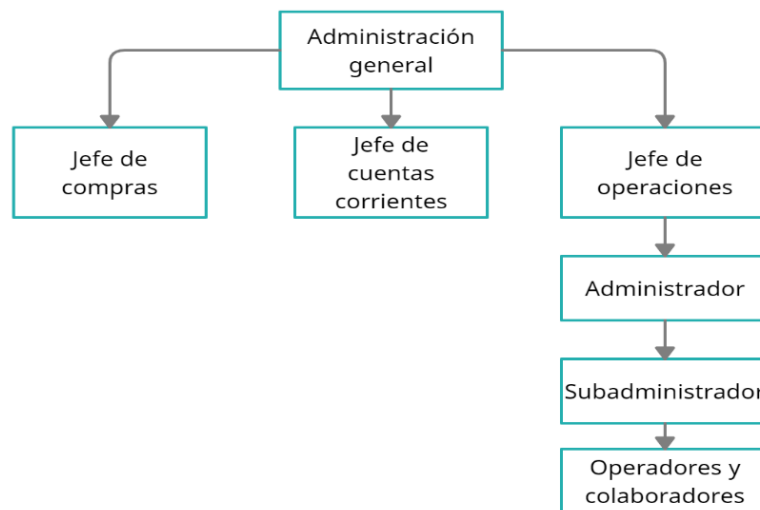 Administración
general
Jefe de
compras
Jefe de
cuentas
corrientes
Jefe de
operaciones
Administrador
Subadministrador
Operadores y
colaboradores